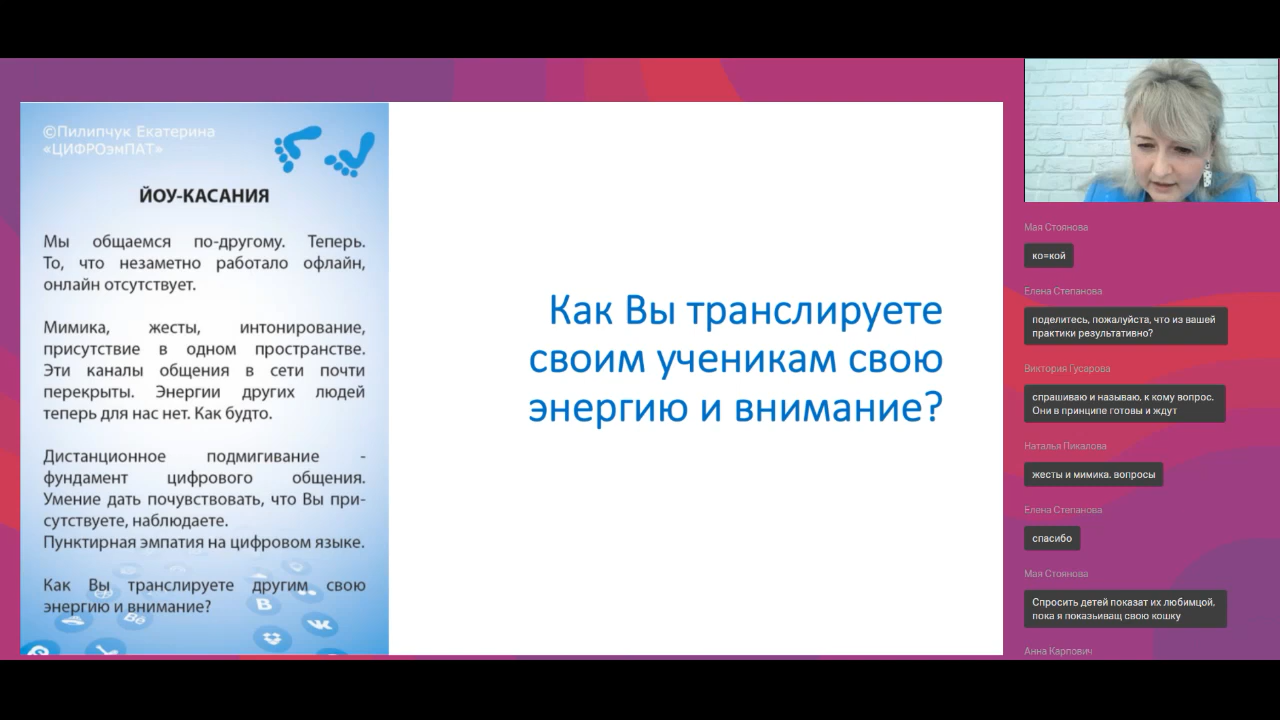 ©Пилипчук Екатерина
«ЦИФРОэмПАТ»
ЙОУ-КАСАНИЯ
Мы общаемся по-другому. Теперь.
То, что незаметно работало офлайн,
онлайн отсутствует.
Мимика, жесты, интонирование,
присутствие в одном пространстве.
Эти каналы общения в сети почти
перекрыты. Энергии других людей
теперь для нас нет. Как будто.
Дистанционное подмигивание -
фундамент цифрового общения.
Умение дать почувствовать, что Вы при-
сутствуете, наблюдаете.
Пунктирная эмпатия на цифровом языке.
Как Вы транслируете другим свою
энергию и внимание?
Как Вы транслируете
своим ученикам свою
энергию и внимание?
Мая Стоянова
ко=кой
Елена Степанова
поделитесь, пожалуйста, что из вашей
практики результативно?
Виктория Гусарова
спрашиваю и называю, к кому вопрос.
Они в принципе готовы и ждут
Наталья Пикалова
жесты и мимика. вопросы
Елена Степанова
спасибо
Мая Стоянова
Спросить детей показат их любимцой,
пока я показыващ свою кошку
Анна Карпович